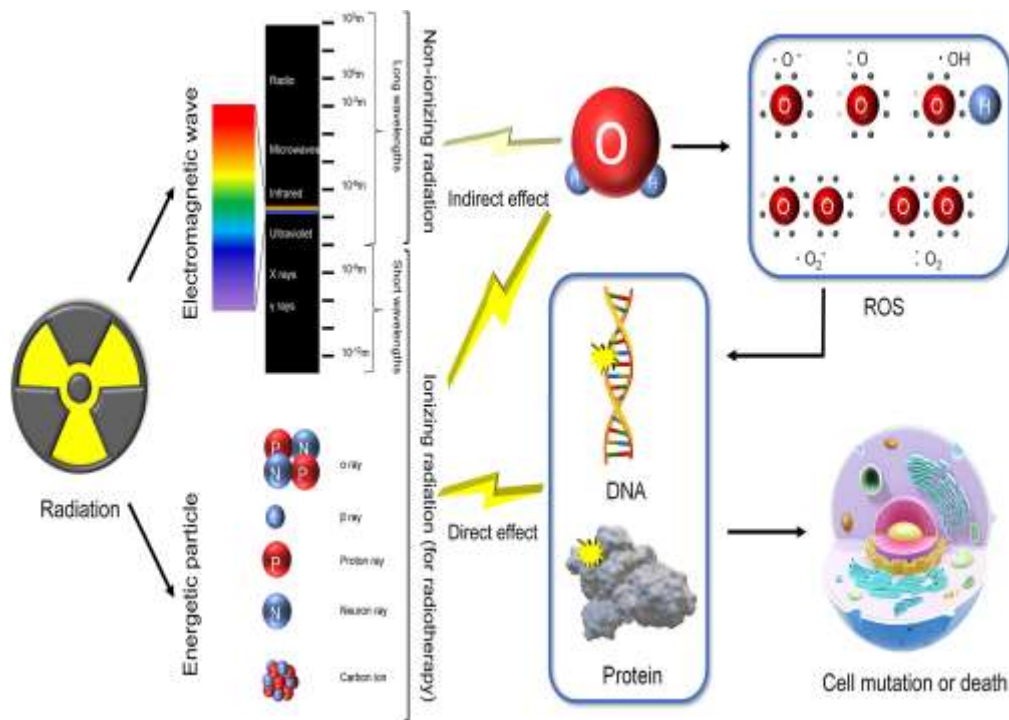 Radiation
Electromagnetic wave
Energetic particle
Radio
Microwaves
Infrared
Ultraviolet
X rays
γ rays
Long wavelengths
Short wavelengths
Non-ionizing radiation
Ionizing radiation (for radiotherapy)
P N
N P
α ray
β ray
P
Proton ray
N
Neuron ray
Carbon ion
Indirect effect
Direct effect
O
H H
· O⁻ : O · OH
O O O H
O O O O
· O₂⁻ : O₂
ROS
DNA
Protein
Cell mutation or death